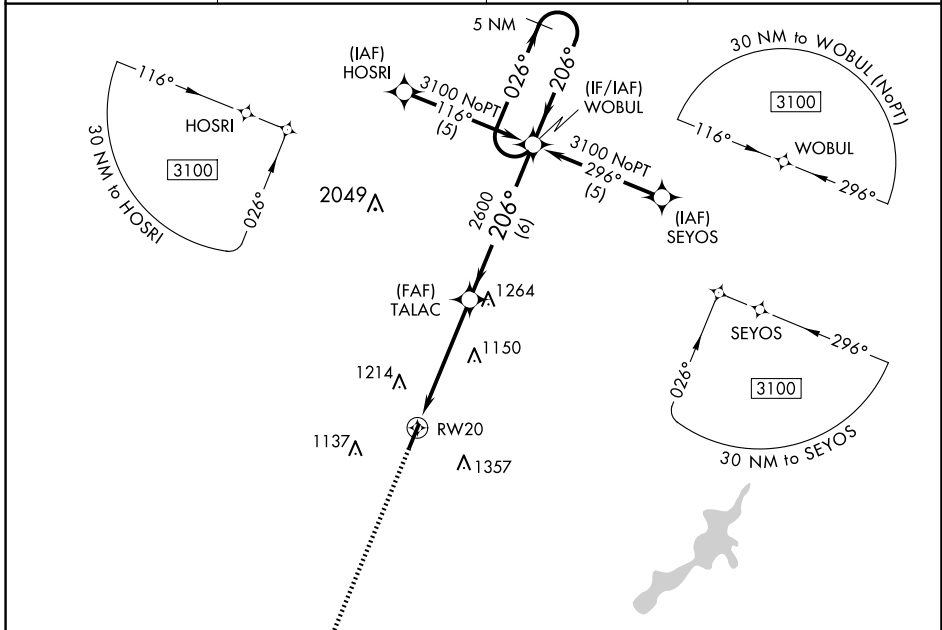 5 NM
026°
206°
(IAF)
HOSRI
3100 NoPT
116°
(5)
(IF/IAF)
WOBUL
3100 NoPT
296°
(5)
(IAF)
SEYOS
116°
HOSRI
3100
026°
30 NM to HOSRI
30 NM to WOBUL (NoPT)
3100
116°
WOBUL
296°
2049
2600
206°
(6)
(FAF)
TALAC
1264
1150
1214
RW20
1137
1357
SEYOS
296°
026°
3100
30 NM to SEYOS